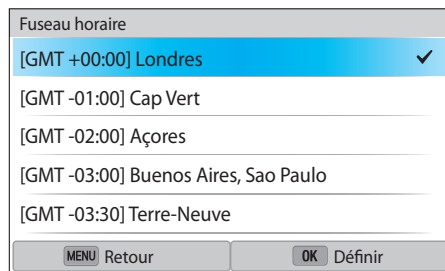 Fuseau horaire
[GMT +00:00] Londres
[GMT -01:00] Cap Vert
[GMT -02:00] Açores
[GMT -03:00] Buenos Aires, Sao Paulo
[GMT -03:30] Terre-Neuve
MENU Retour OK Définir